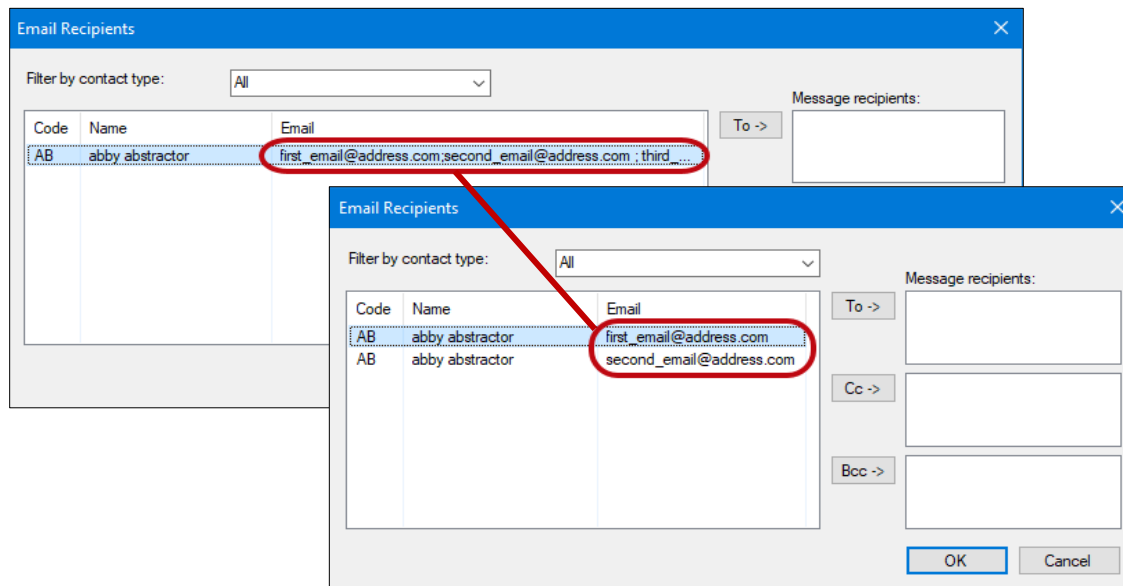 Email Recipients
Filter by contact type:
All
Message recipients:
Code Name Email
To ->
AB abby abstractor first_email@address.com;second_email@address.com ; third_...
Email Recipients
Filter by contact type:
All
Message recipients:
Code Name Email
To ->
AB abby abstractor first_email@address.com
AB abby abstractor second_email@address.com
Cc ->
Bcc ->
OK Cancel